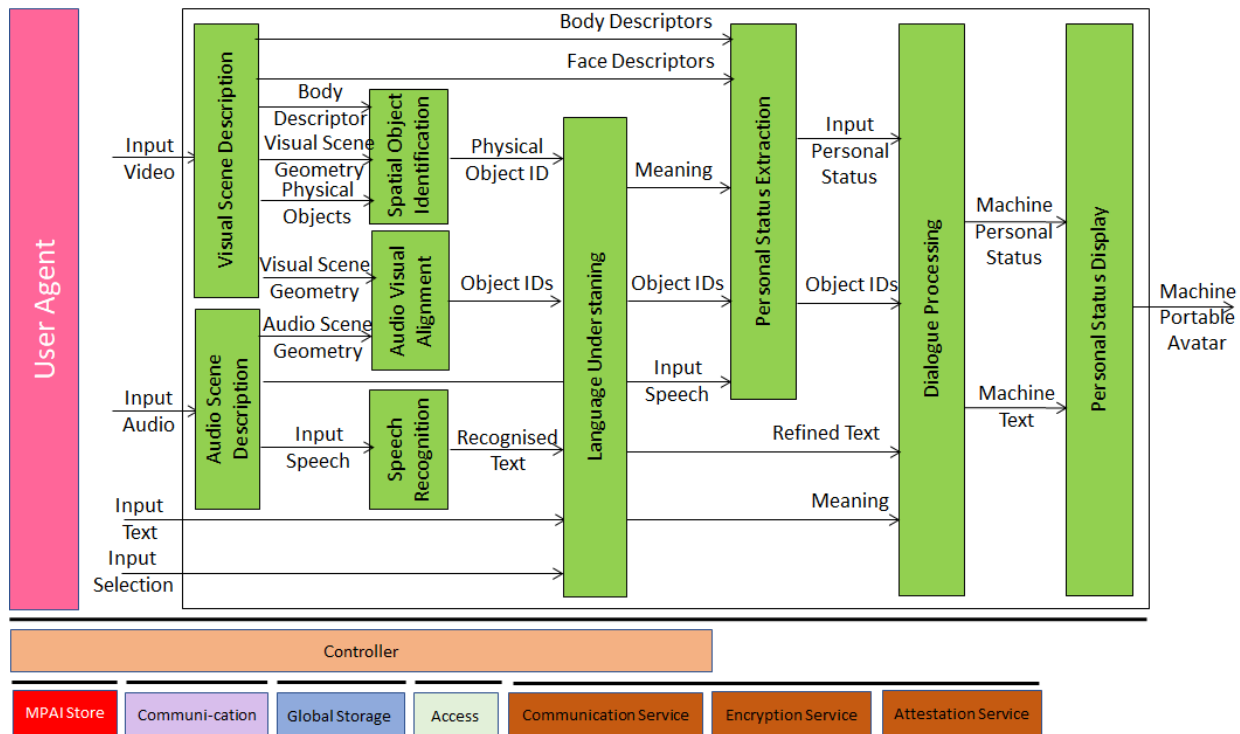 User Agent
Input
Video
Input
Audio
Input
Text
Input
Selection
Visual Scene Description
Audio Scene
Description
Body
Descriptor
Visual Scene
Geometry
Physical
Objects
Visual Scene
Geometry
Audio Scene
Geometry
Input
Speech
Spatial Object
Identification
Audio Visual
Alignment
Speech
Recognition
Physical
Object ID
Object IDs
Recognised
Text
Language Understaning
Body Descriptors
Face Descriptors
Meaning
Object IDs
Input
Speech
Personal Status Extraction
Input
Personal
Status
Object IDs
Refined Text
Meaning
Dialogue Processing
Machine
Personal
Status
Machine
Text
Personal Status Display
Machine
Portable
Avatar
Controller
MPAI Store
Communi-cation
Global Storage
Access
Communication Service
Encryption Service
Attestation Service